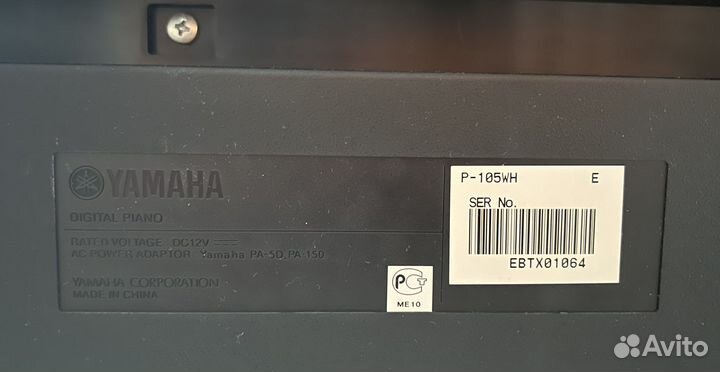 YAMAHA
DIGITAL PIANO
RATED VOLTAGE DC12V
AC POWER ADAPTOR Yamaha PA-5D, PA-150
YAMAHA CORPORATION
MADE IN CHINA
РСТ
ME10
P-105WH E
SER No.
EBTX01064
Avito